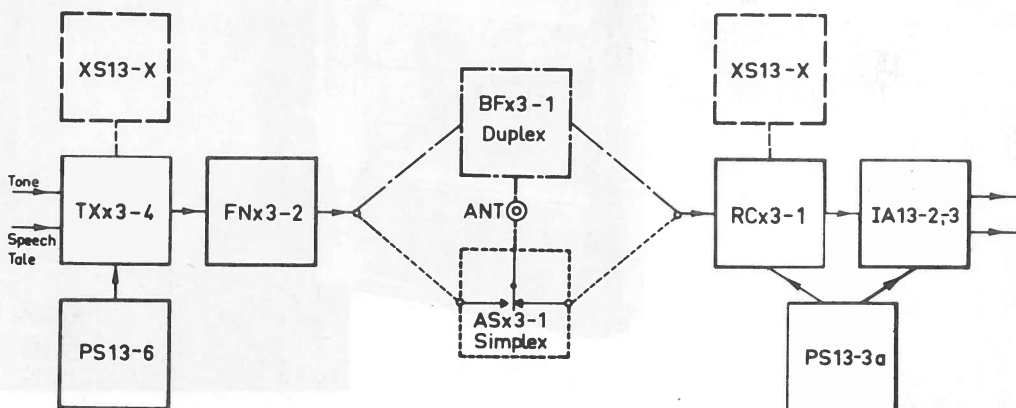 XS13-X
XS13-X
BFx3-1
Duplex
Tone
TXx3-4
FNx3-2
ANT
RCx3-1
IA13-2,-3
Speech
Tale
ASx3-1
Simplex
PS13-6
PS13-3a